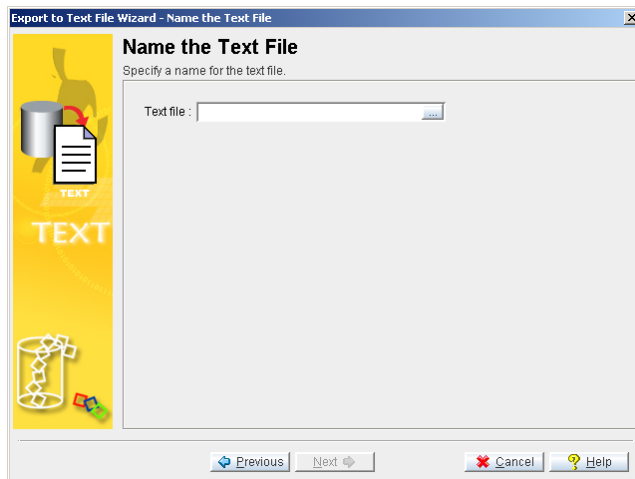 Export to Text File Wizard - Name the Text File
Name the Text File
Specify a name for the text file.
Text file :
...
TEXT
TEXT
Previous
Next
Cancel
Help